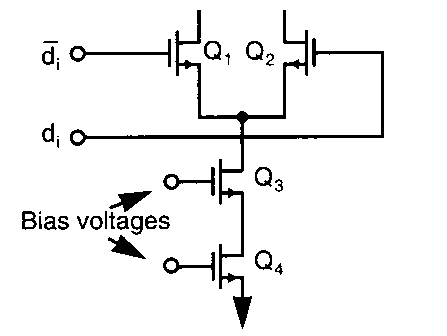 d̄ᵢ Q₁ Q₂
dᵢ
Q₃
Bias voltages
Q₄